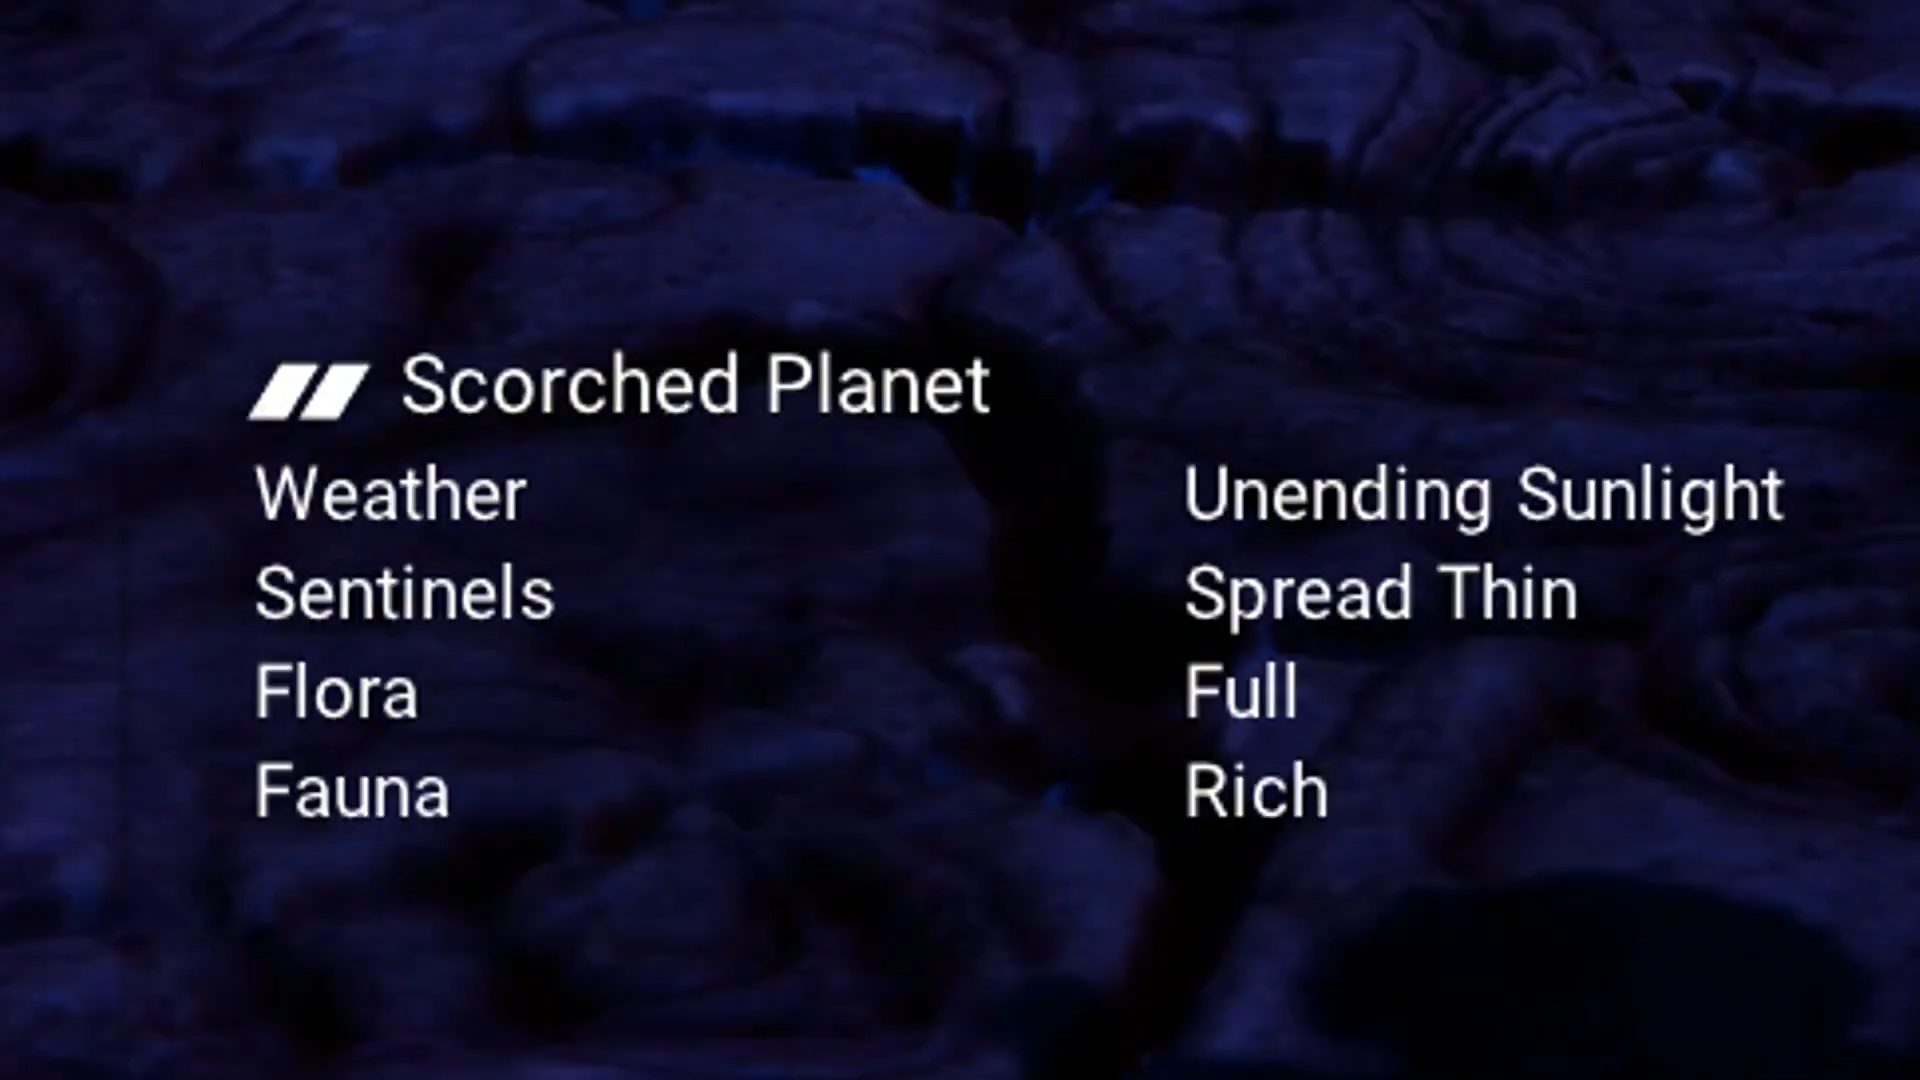 Scorched Planet
Weather Unending Sunlight
Sentinels Spread Thin
Flora Full
Fauna Rich